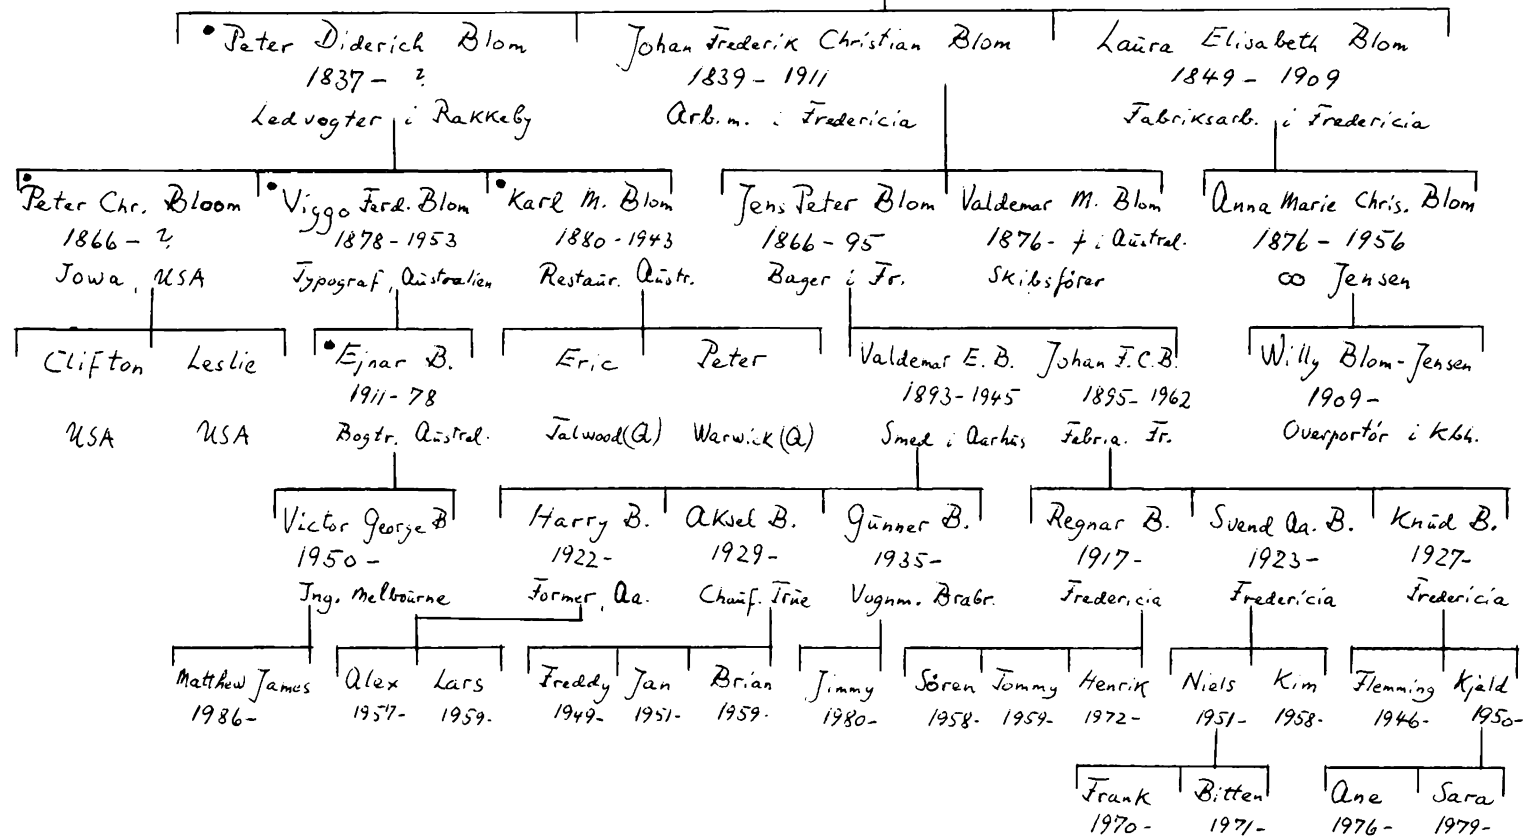 Peter Diderich Blom Johan Frederik Christian Blom Laura Elisabeth Blom
1837 - ? 1839 - 1911 1849 - 1909
Ledvogter i Rakkeby Arb.m. i Fredericia Fabriksarb. i Fredericia
Peter Chr. Bloom Viggo Ferd. Blom Karl M. Blom Jens Peter Blom Valdemar M. Blom Anna Marie Chris. Blom
1866 - ? 1878 - 1953 1880 - 1943 1866 - 95 1876 - † i Austral. 1876 - 1956
Iowa, USA Typograf, Australien Restaur. Austr. Bager i Fr. Skibsfører ∞ Jensen
Clifton Leslie Ejnar B. Eric Peter Valdemar E. B. Johan F.C.B. Willy Blom-Jensen
1911 - 78 1893 - 1945 1895 - 1962 1909 -
USA USA Bogtr. Austral. Talwood (Q) Warwick (Q) Smed i Aarhus Fabria. Fr. Overportör i Kbh.
Victor George B Harry B. Aksel B. Gunner B. Regnar B. Svend Aa. B. Knud B.
1950 - 1922 - 1929 - 1935 - 1917 - 1923 - 1927 -
Ing. Melbourne Former, Aa. Chauf. True Vognm. Brabr. Fredericia Fredericia Fredericia
Matthew James Alex Lars Freddy Jan Brian Jimmy Sören Tommy Henrik Niels Kim Flemming Kjeld
1986 - 1957 - 1959 - 1949 - 1951 - 1959 - 1980 - 1958 - 1959 - 1972 - 1951 - 1958 - 1946 - 1950 -
Frank Bitten Ane Sara
1970 - 1971 - 1976 - 1979 -